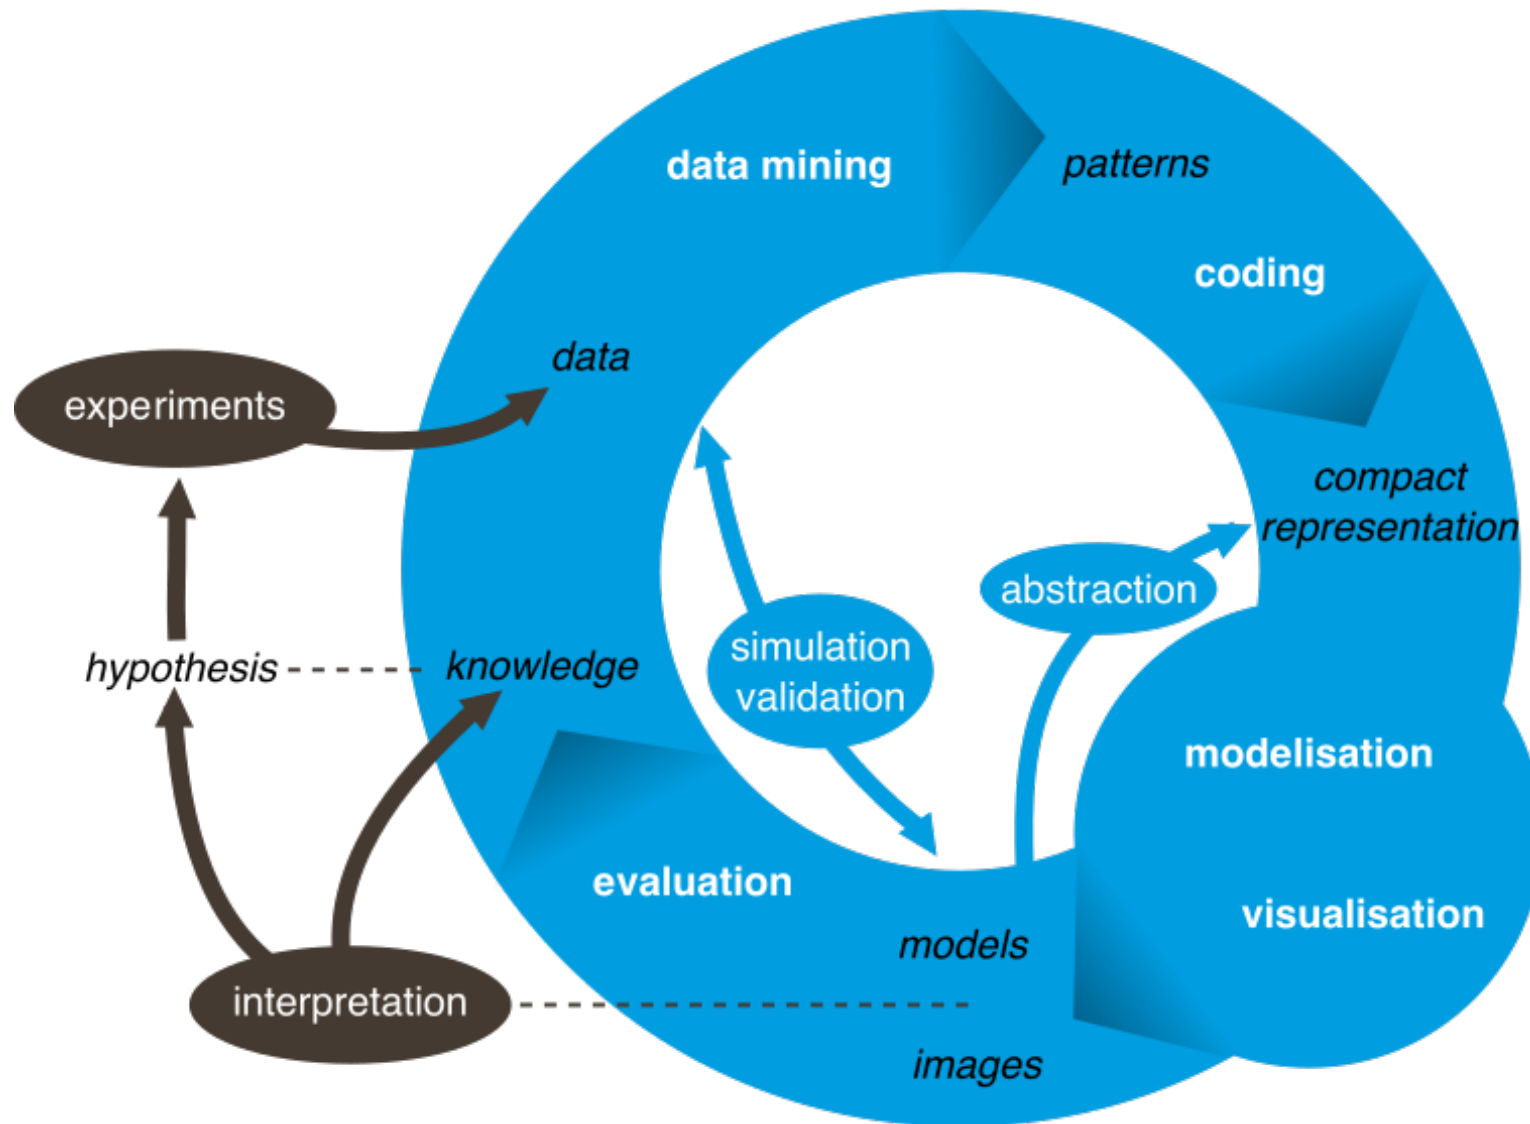 data mining
patterns
coding
data
experiments
compact
representation
abstraction
simulation
validation
hypothesis
knowledge
modelisation
evaluation
visualisation
models
interpretation
images